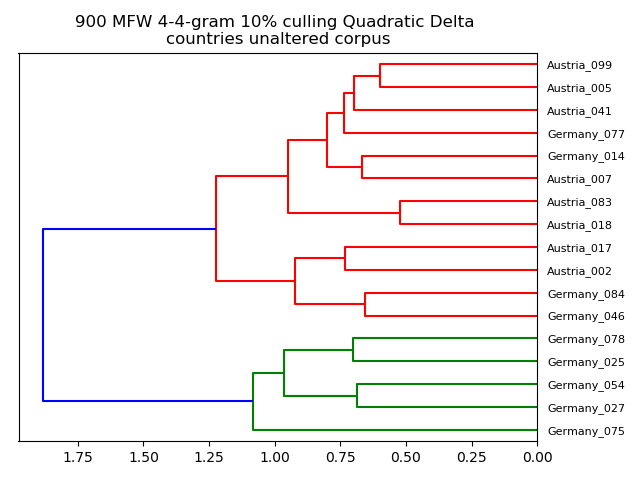 900 MFW 4-4-gram 10% culling Quadratic Delta
countries unaltered corpus
Austria_099
Austria_005
Austria_041
Germany_077
Germany_014
Austria_007
Austria_083
Austria_018
Austria_017
Austria_002
Germany_084
Germany_046
Germany_078
Germany_025
Germany_054
Germany_027
Germany_075
1.75 1.50 1.25 1.00 0.75 0.50 0.25 0.00